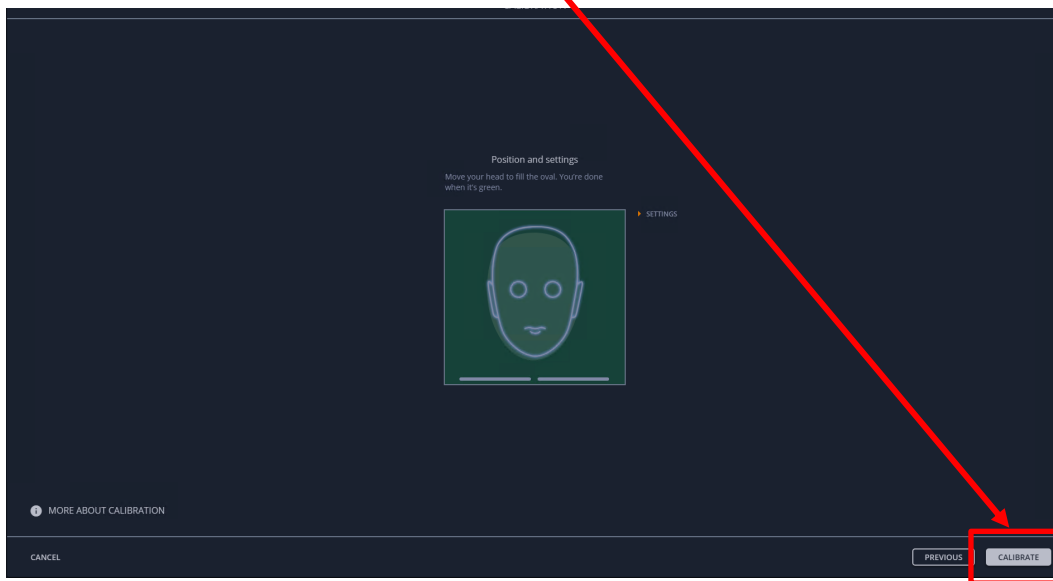 Position and settings
Move your head to fill the oval. You're done
when it's green.
SETTINGS
MORE ABOUT CALIBRATION
CANCEL
PREVIOUS
CALIBRATE